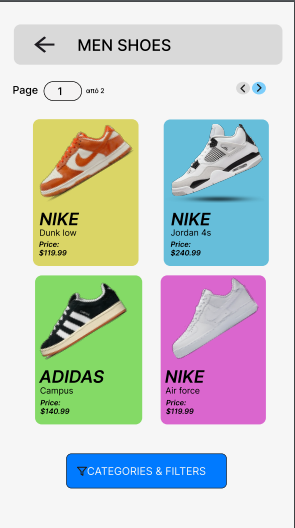 MEN SHOES
Page 1 από 2
NIKE
Dunk low
Price:
$119.99
NIKE
Jordan 4s
Price:
$240.99
ADIDAS
Campus
Price:
$140.99
NIKE
Air force
Price:
$119.99
CATEGORIES & FILTERS